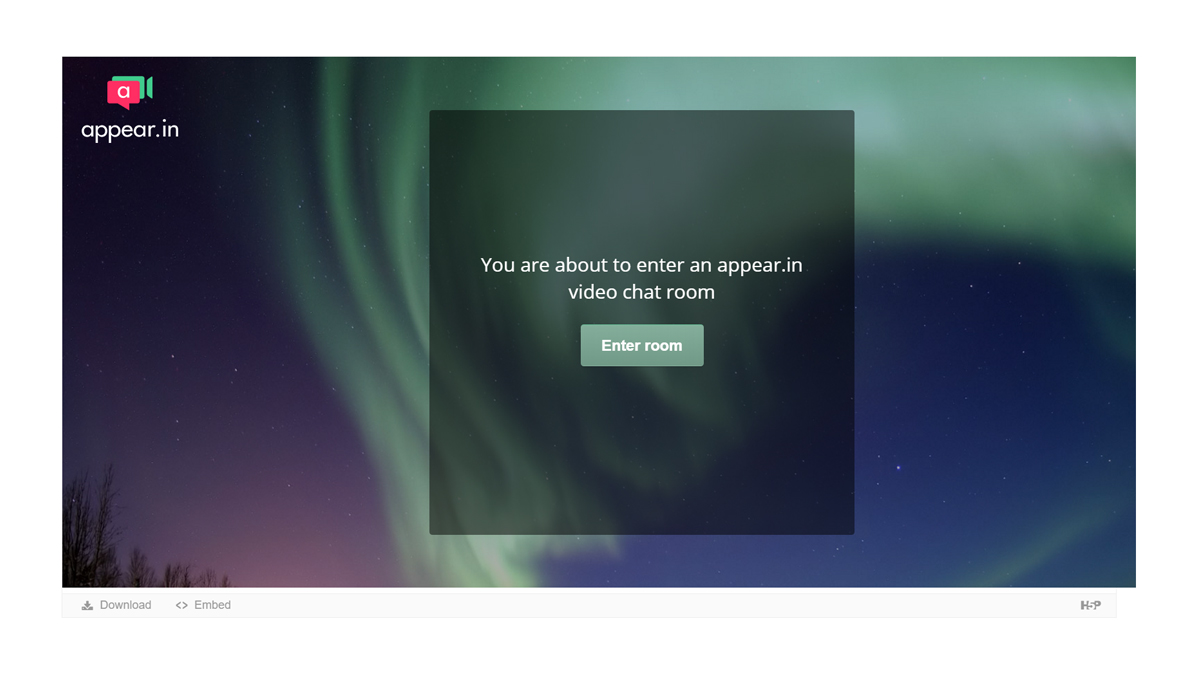 a
appear.in
You are about to enter an appear.in
video chat room
Enter room
Download
<> Embed
H5P